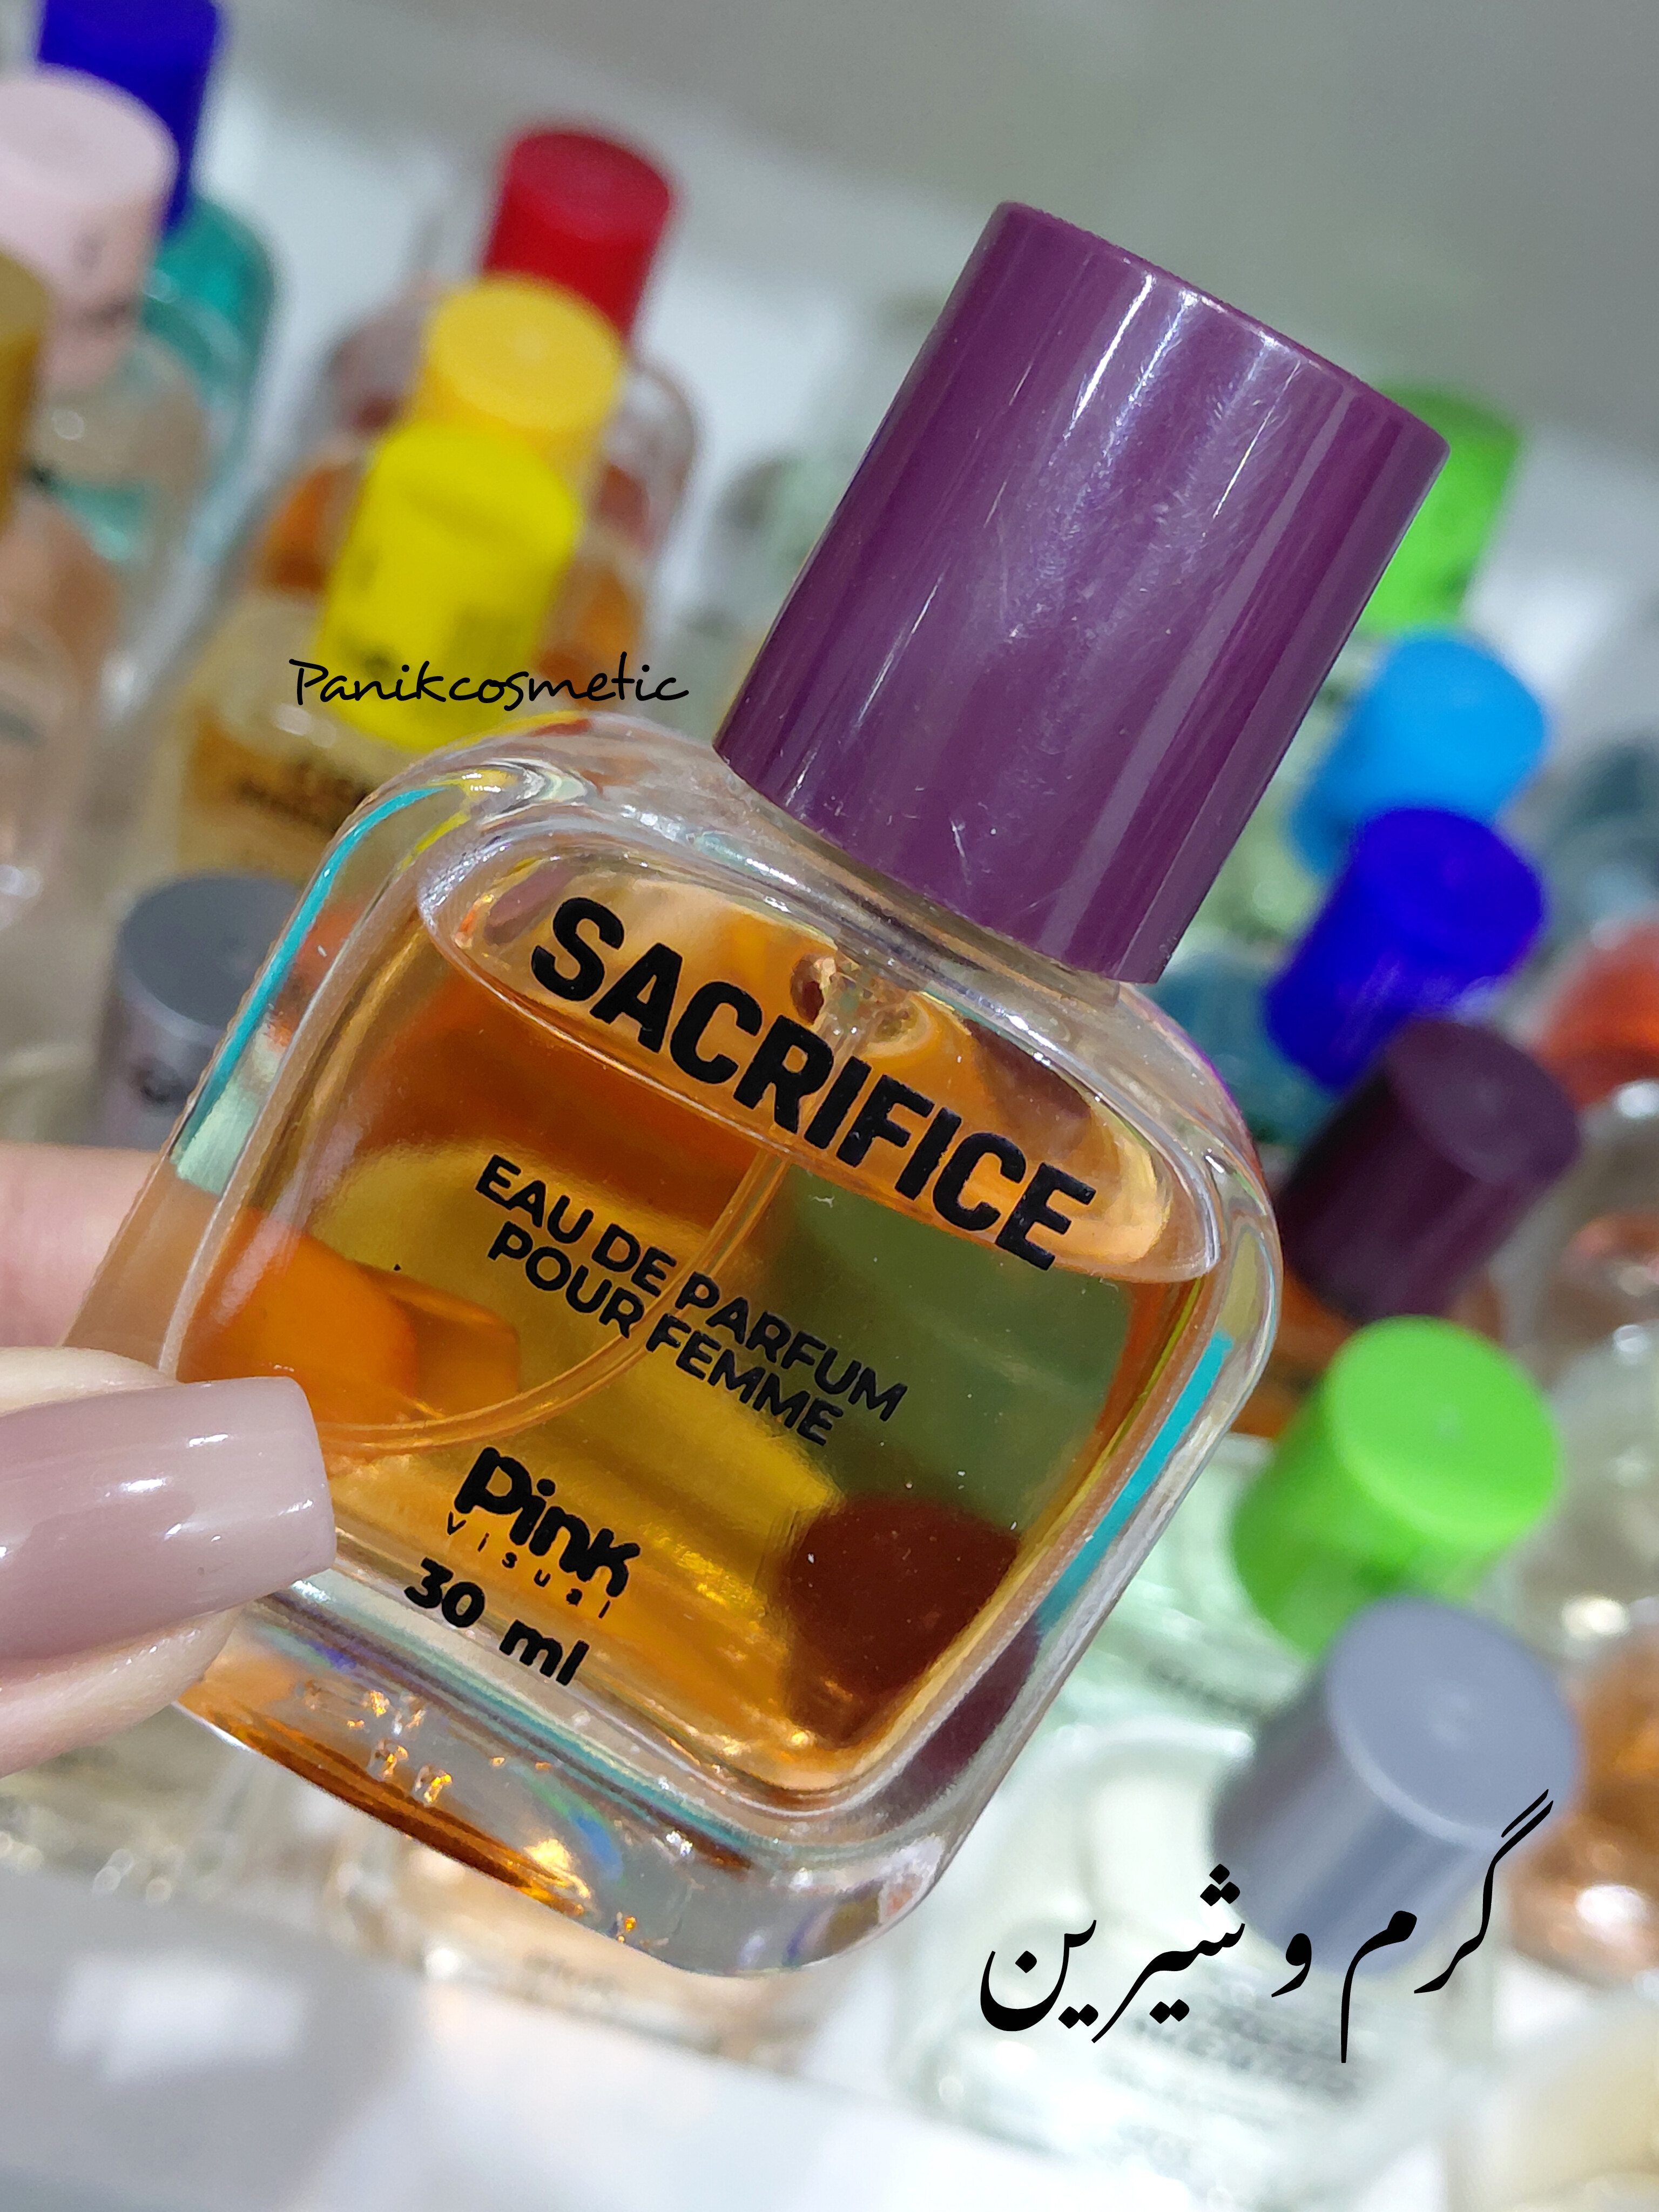 Panikcosmetic
SACRIFICE
EAU DE PARFUM
POUR FEMME
Pink
Visual
30 ml
گرم و شیرین